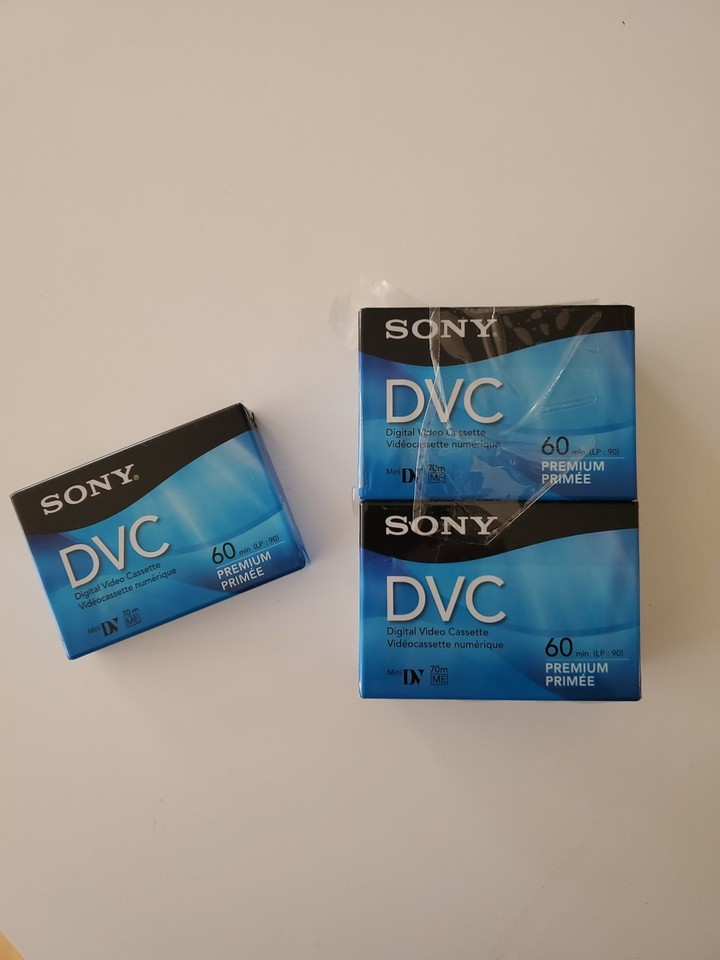 SONY®
DVC
Digital Video Cassette
Vidéocassette numérique
60 min. (LP : 90)
PREMIUM
PRIMÉE
Mini DV 70m
ME
SONY.
DVC
Digital Video Cassette
Vidéocassette numérique
60 min. (LP : 90)
PREMIUM
PRIMÉE
Mini DV 70m
ME
SONY
DVC
Digital Video Cassette
Vidéocassette numérique
60 min. (LP : 90)
PREMIUM
PRIMÉE
Mini DV 70m
ME